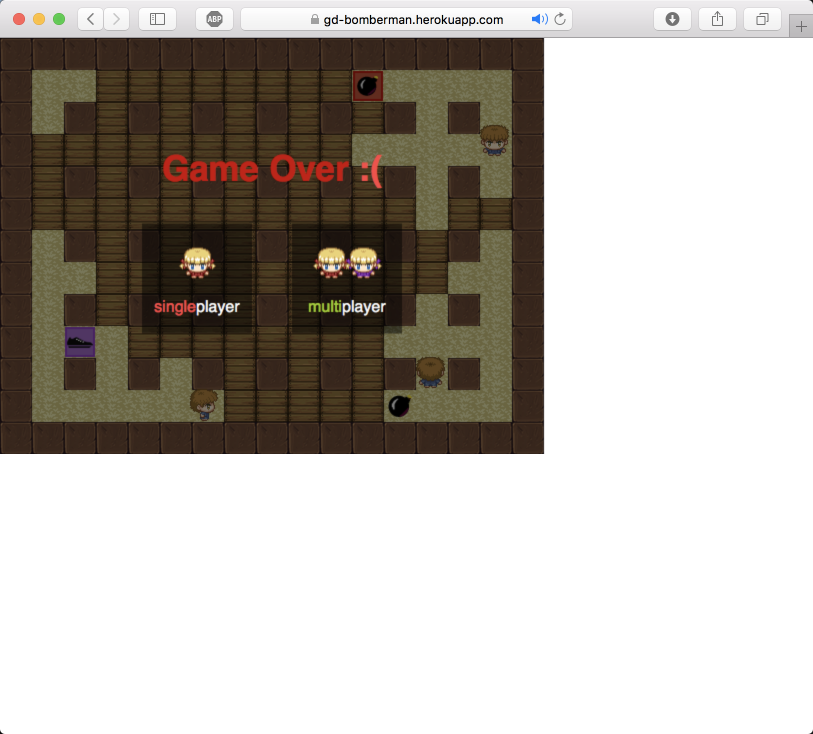 ABP
gd-bomberman.herokuapp.com
Game Over :(
singleplayer
multiplayer